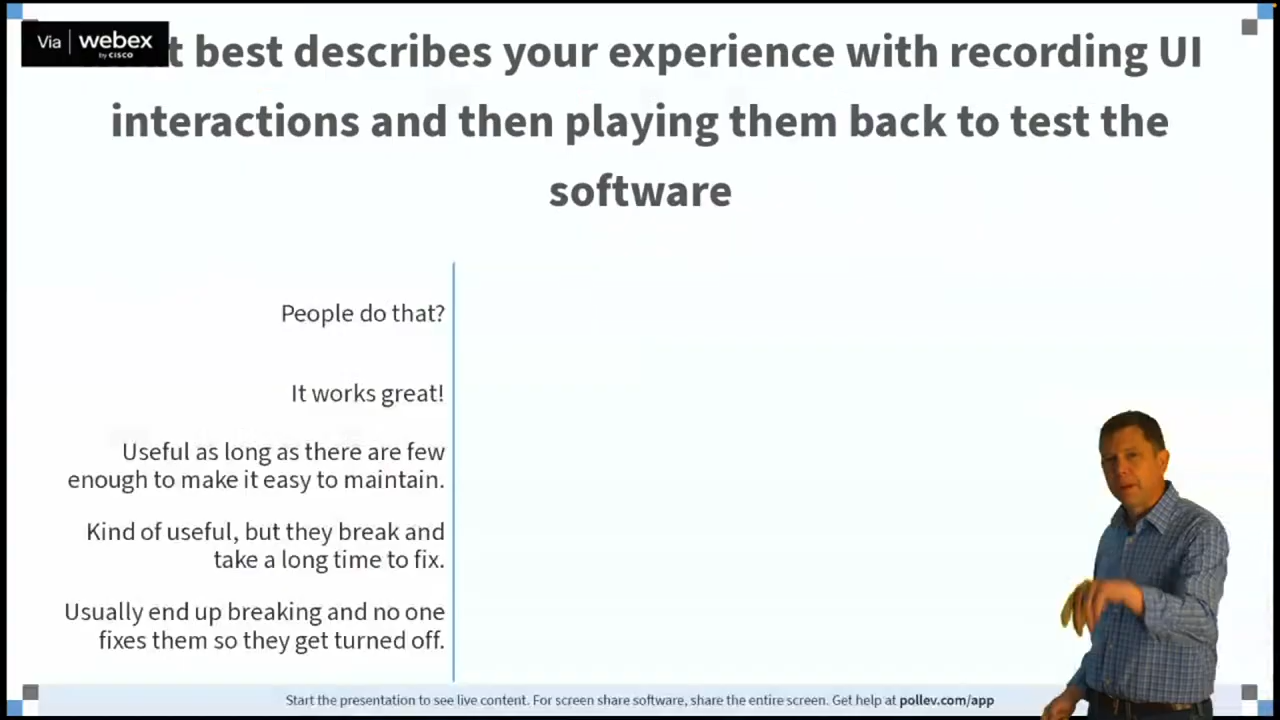 Via webex
by CISCO
t best describes your experience with recording UI
interactions and then playing them back to test the
software
People do that?
It works great!
Useful as long as there are few
enough to make it easy to maintain.
Kind of useful, but they break and
take a long time to fix.
Usually end up breaking and no one
fixes them so they get turned off.
Start the presentation to see live content. For screen share software, share the entire screen. Get help at pollev.com/app